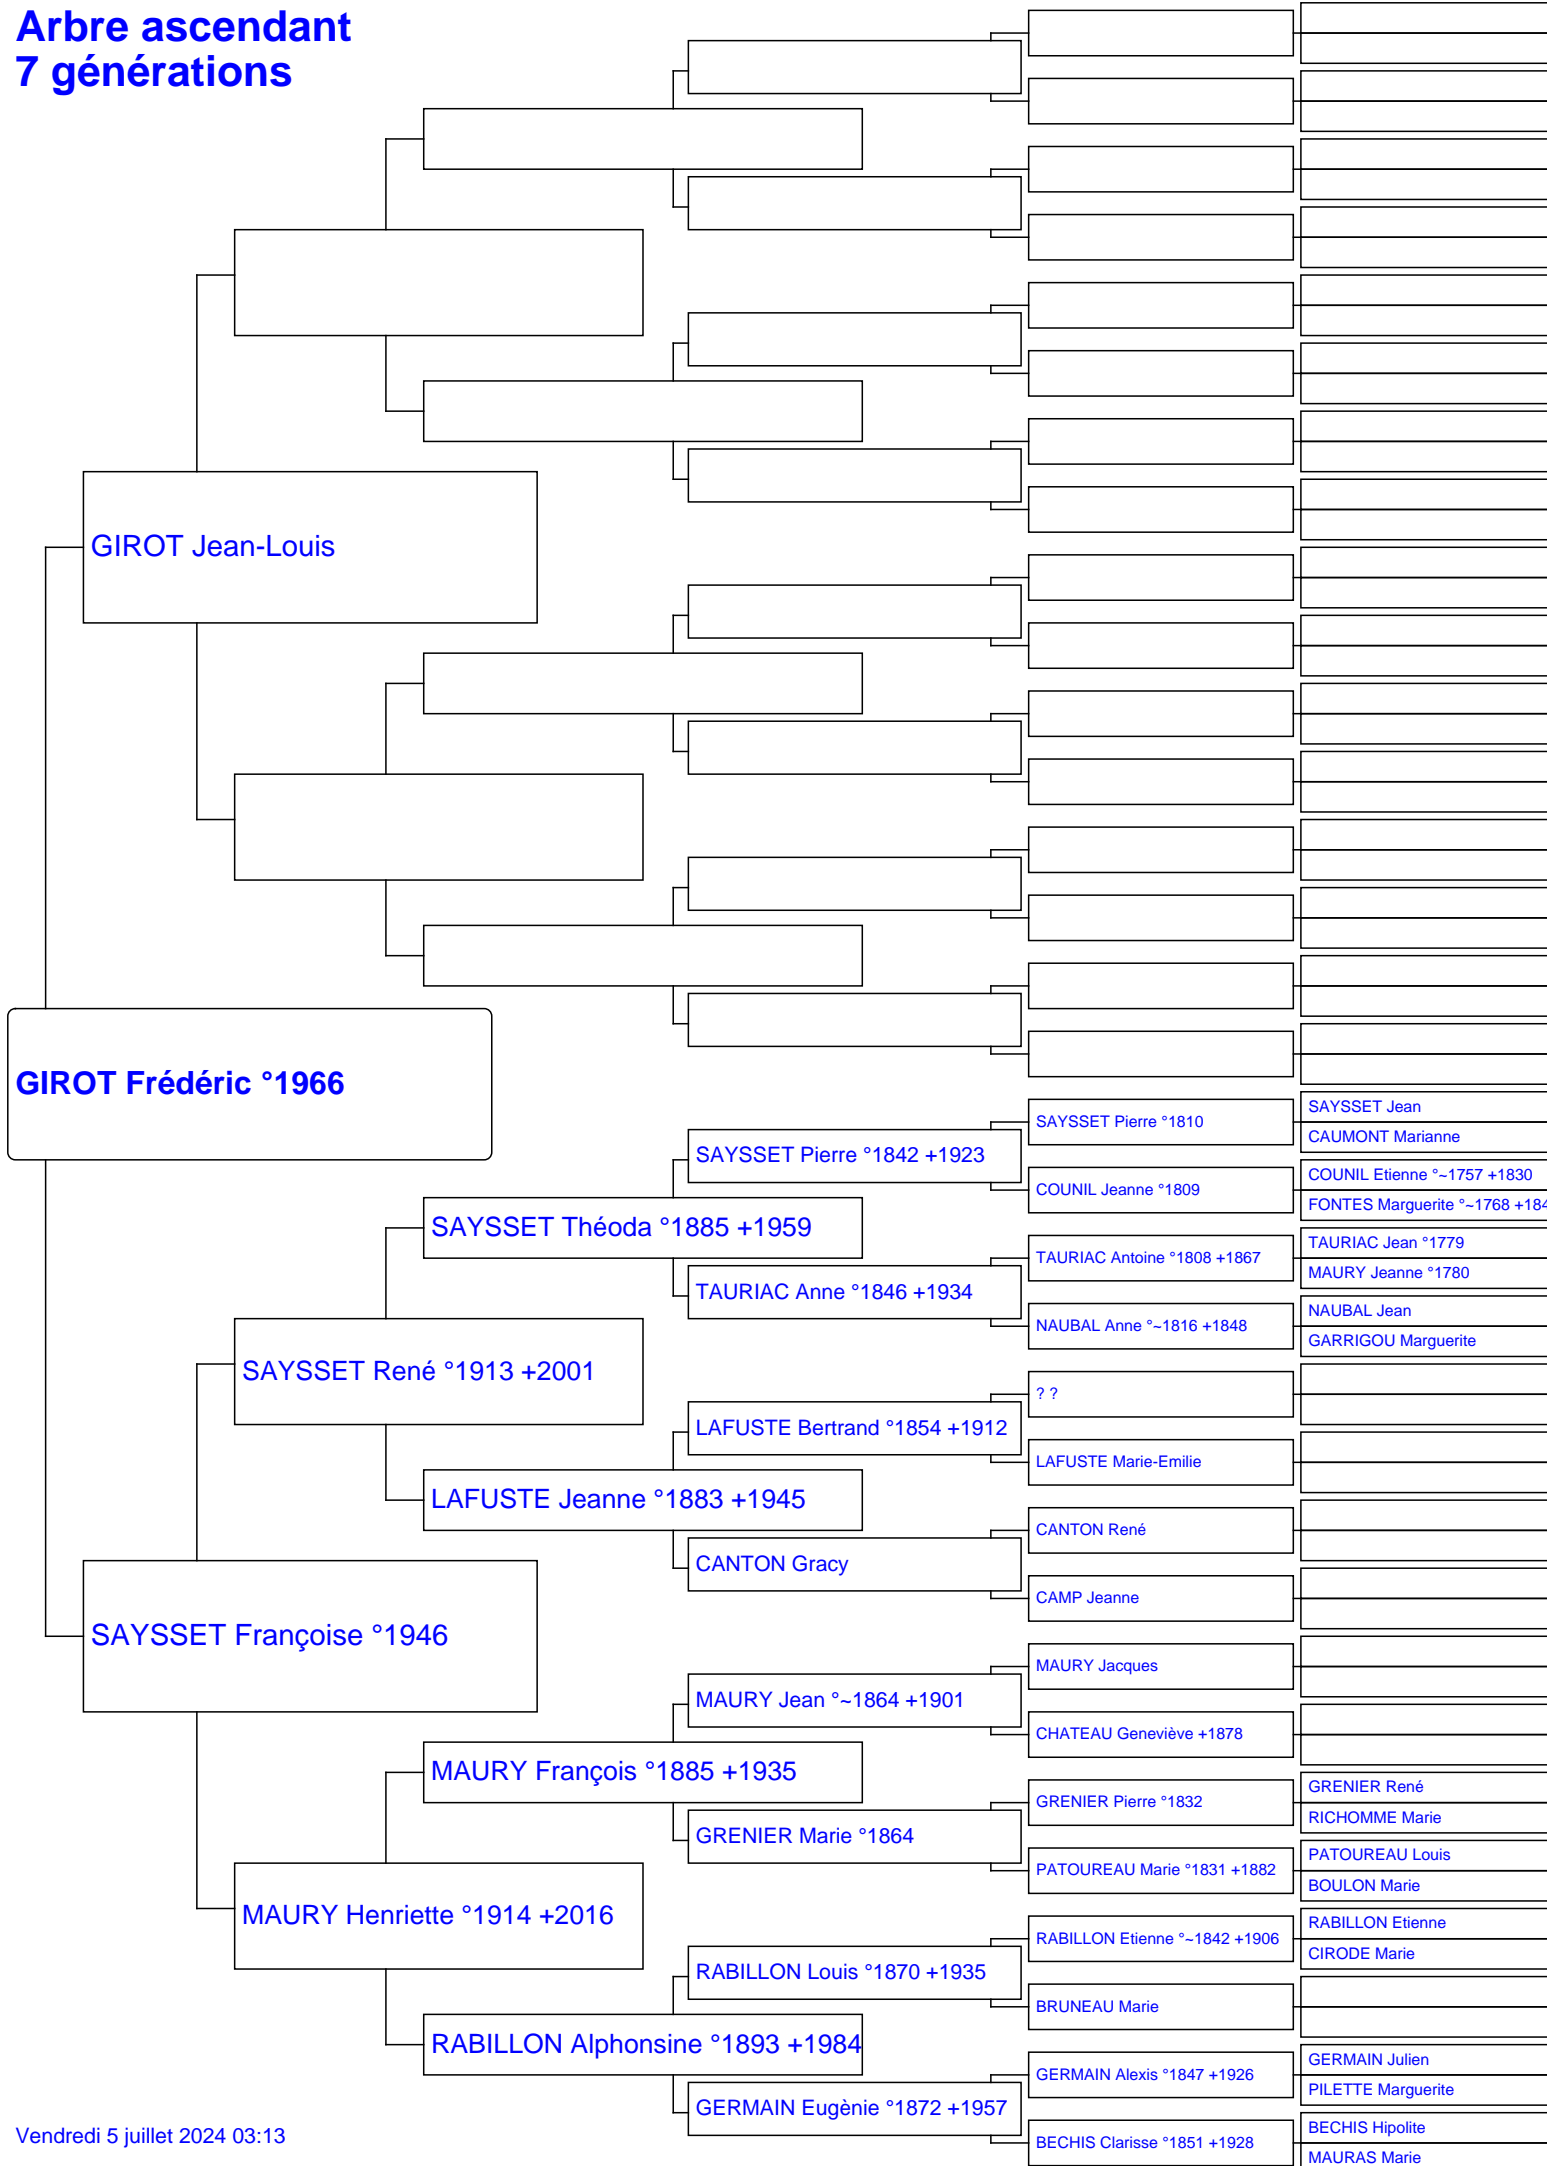 Arbre ascendant
7 générations
GIROT Jean-Louis
GIROT Frédéric °1966
SAYSSET Jean
SAYSSET Pierre °1810
CAUMONT Marianne
SAYSSET Pierre °1842 +1923
COUNIL Etienne °~1757 +1830
COUNIL Jeanne °1809
FONTES Marguerite °~1768 +184
SAYSSET Théoda °1885 +1959
TAURIAC Jean °1779
TAURIAC Antoine °1808 +1867
MAURY Jeanne °1780
TAURIAC Anne °1846 +1934
NAUBAL Jean
NAUBAL Anne °~1816 +1848
GARRIGOU Marguerite
SAYSSET René °1913 +2001
? ?
LAFUSTE Bertrand °1854 +1912
LAFUSTE Marie-Emilie
LAFUSTE Jeanne °1883 +1945
CANTON René
CANTON Gracy
CAMP Jeanne
SAYSSET Françoise °1946
MAURY Jacques
MAURY Jean °~1864 +1901
CHATEAU Geneviève +1878
MAURY François °1885 +1935
GRENIER René
GRENIER Pierre °1832
RICHOMME Marie
GRENIER Marie °1864
PATOUREAU Louis
PATOUREAU Marie °1831 +1882
BOULON Marie
MAURY Henriette °1914 +2016
RABILLON Etienne
RABILLON Etienne °~1842 +1906
CIRODE Marie
RABILLON Louis °1870 +1935
BRUNEAU Marie
RABILLON Alphonsine °1893 +1984
GERMAIN Julien
GERMAIN Alexis °1847 +1926
PILETTE Marguerite
GERMAIN Eugènie °1872 +1957
BECHIS Hipolite
BECHIS Clarisse °1851 +1928
MAURAS Marie
Vendredi 5 juillet 2024 03:13